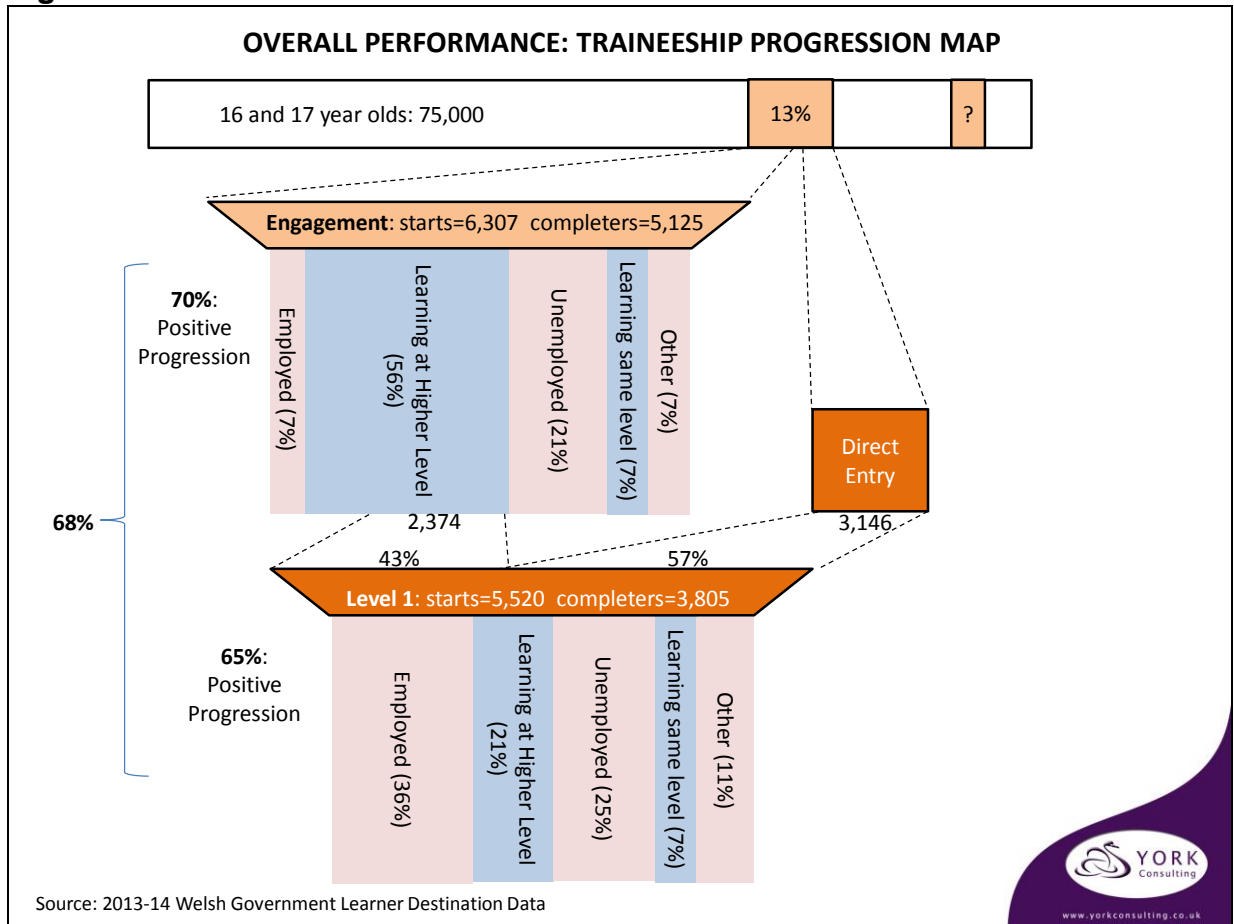 OVERALL PERFORMANCE: TRAINEESHIP PROGRESSION MAP
16 and 17 year olds: 75,000
13%
?
Engagement: starts=6,307 completers=5,125
70%:
Positive
Progression
Employed (7%)
Learning at Higher Level
(56%)
Unemployed (21%)
Learning same level (7%)
Other (7%)
Direct
Entry
68%
2,374
3,146
43%
57%
Level 1: starts=5,520 completers=3,805
65%:
Positive
Progression
Employed (36%)
Learning at Higher Level
(21%)
Unemployed (25%)
Learning same level (7%)
Other (11%)
YORK
Consulting
www.yorkconsulting.co.uk
Source: 2013-14 Welsh Government Learner Destination Data